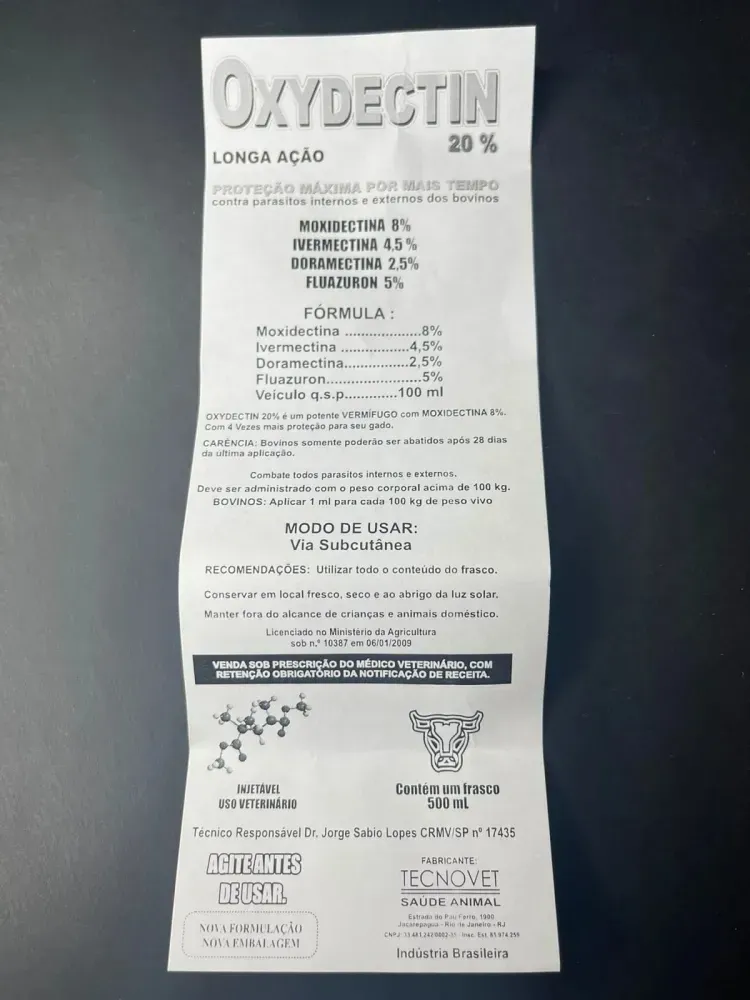 OXYDECTIN
20 %
LONGA AÇÃO
PROTEÇÃO MÁXIMA POR MAIS TEMPO
contra parasitos internos e externos dos bovinos
MOXIDECTINA 8%
IVERMECTINA 4,5 %
DORAMECTINA 2,5%
FLUAZURON 5%
FÓRMULA :
Moxidectina ...................8%
Ivermectina .................4,5%
Doramectina................2,5%
Fluazuron.......................5%
Veículo q.s.p.............100 ml
OXYDECTIN 20% é um potente VERMÍFUGO com MOXIDECTINA 8%.
Com 4 Vezes mais proteção para seu gado.
CARÊNCIA: Bovinos somente poderão ser abatidos após 28 dias
da última aplicação.
Combate todos parasitos internos e externos.
Deve ser administrado com o peso corporal acima de 100 kg.
BOVINOS: Aplicar 1 ml para cada 100 kg de peso vivo
MODO DE USAR:
Via Subcutânea
RECOMENDAÇÕES: Utilizar todo o conteúdo do frasco.
Conservar em local fresco, seco e ao abrigo da luz solar.
Manter fora do alcance de crianças e animais doméstico.
Licenciado no Ministério da Agricultura
sob n.º 10387 em 06/01/2009
VENDA SOB PRESCRIÇÃO DO MÉDICO VETERINÁRIO, COM
RETENÇÃO OBRIGATÓRIO DA NOTIFICAÇÃO DE RECEITA.
INJETÁVEL
USO VETERINÁRIO
Contém um frasco
500 mL
Técnico Responsável Dr. Jorge Sabio Lopes CRMV/SP nº 17435
AGITE ANTES
DE USAR.
NOVA FORMULAÇÃO
NOVA EMBALAGEM
FABRICANTE:
TECNOVET
SAÚDE ANIMAL
Estrada do Pau Ferro, 1990
Jacarepaguá - Rio de Janeiro - RJ
CNPJ: Insc. Est.
Indústria Brasileira